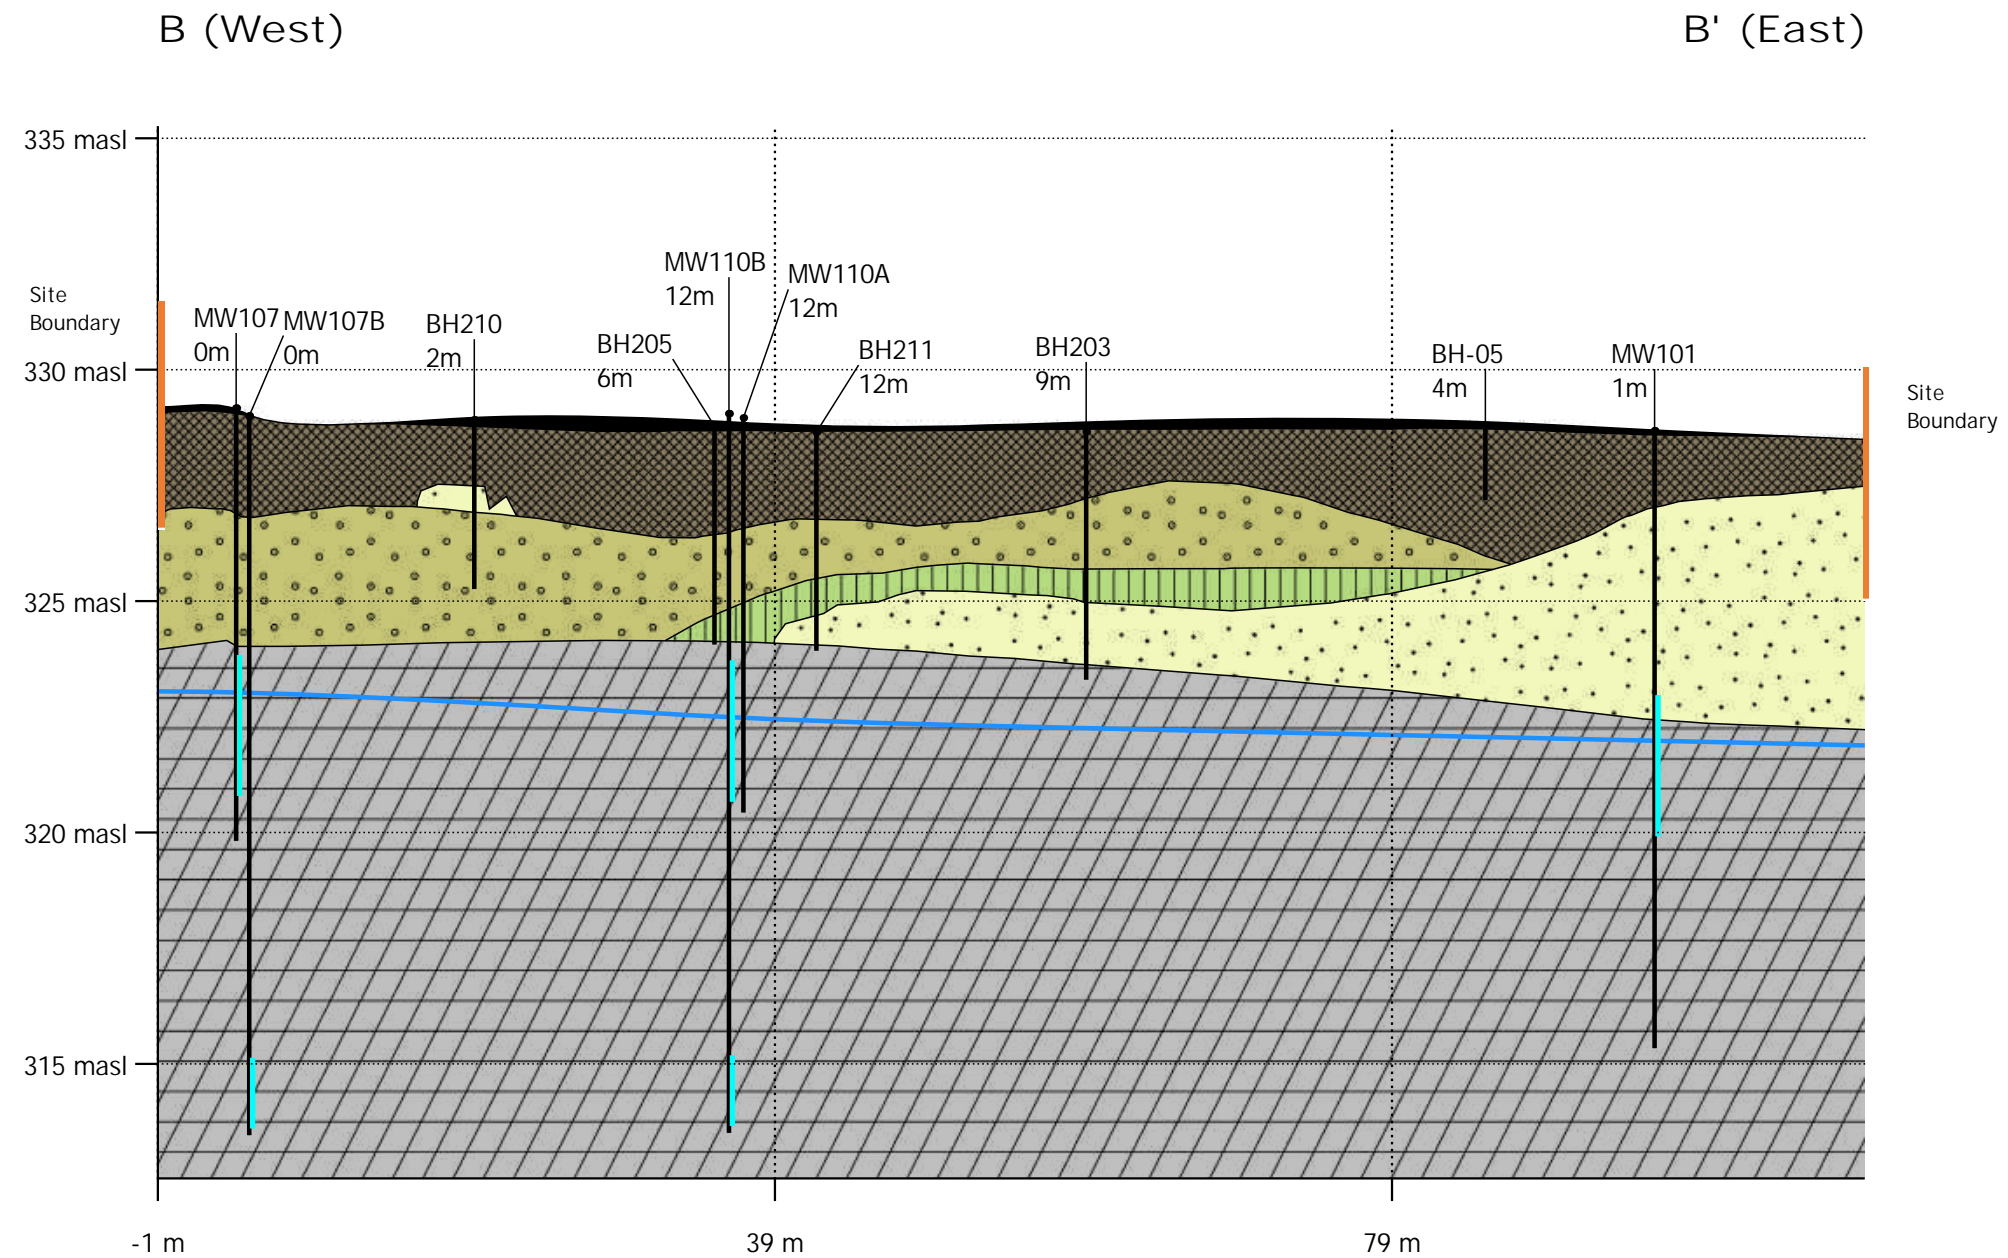 B (West)
B' (East)
335 masl
MW110B
12m
MW110A
12m
Site
Boundary
MW107
0m
MW107B
0m
BH210
2m
BH205
6m
BH211
12m
BH203
9m
BH-05
4m
MW101
1m
330 masl
Site
Boundary
325 masl
320 masl
315 masl
-1 m
39 m
79 m